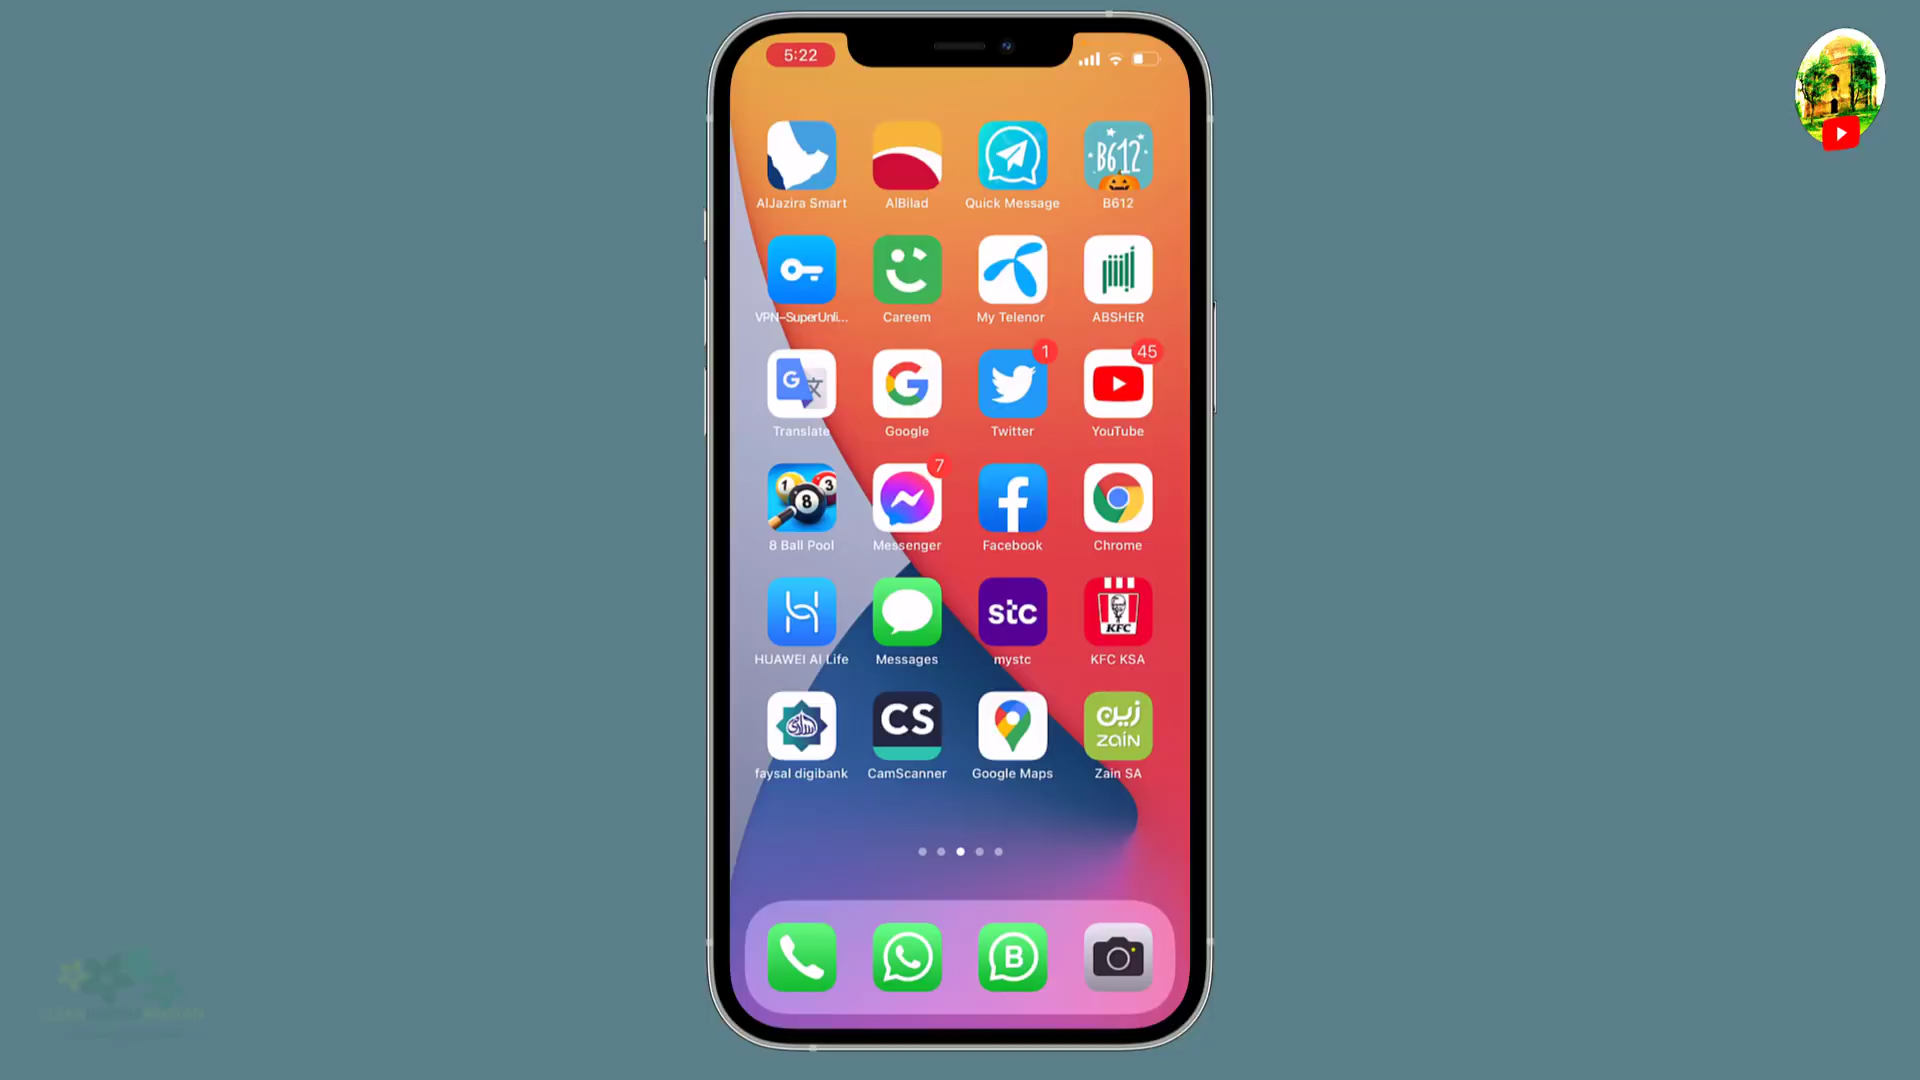 5:22
AlJazira Smart
AlBilad
Quick Message
B612
B612
VPN-SuperUnli...
Careem
My Telenor
ABSHER
1
45
G
Translate
Google
Twitter
YouTube
1 3
8
7
8 Ball Pool
Messenger
Facebook
Chrome
stc
KFC
HUAWEI AI Life
Messages
mystc
KFC KSA
CS
زين
zain
faysal digibank
CamScanner
Google Maps
Zain SA
B